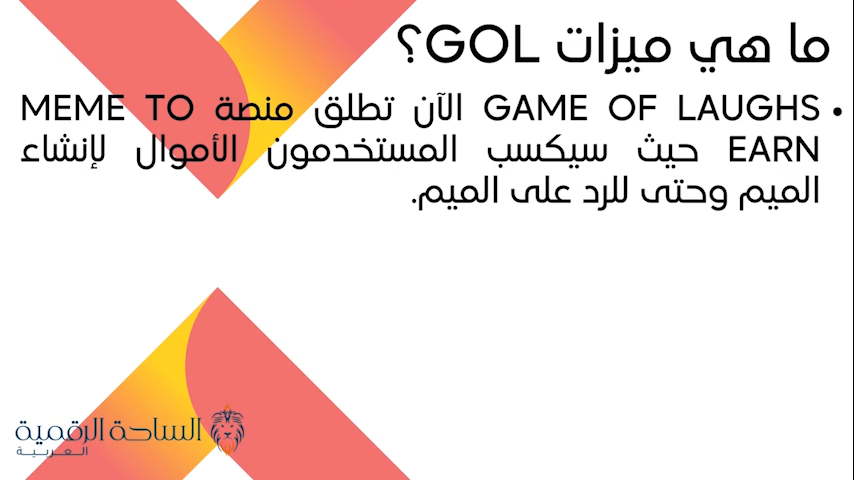 ما هي ميزات GOL؟
• GAME OF LAUGHS الآن تطلق منصة MEME TO
EARN حيث سيكسب المستخدمون الأموال لإنشاء
الميم وحتى للرد على الميم.
الساحة الرقمية
العربية